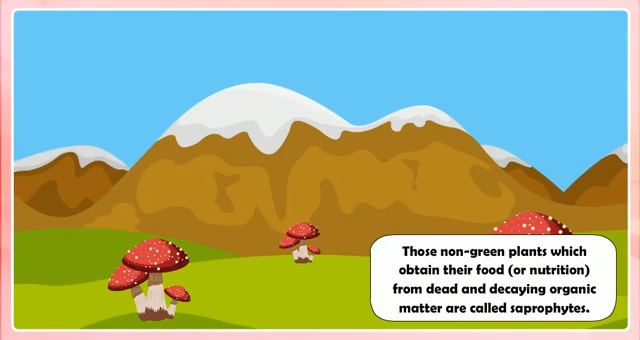 Those non-green plants which
obtain their food (or nutrition)
from dead and decaying organic
matter are called saprophytes.